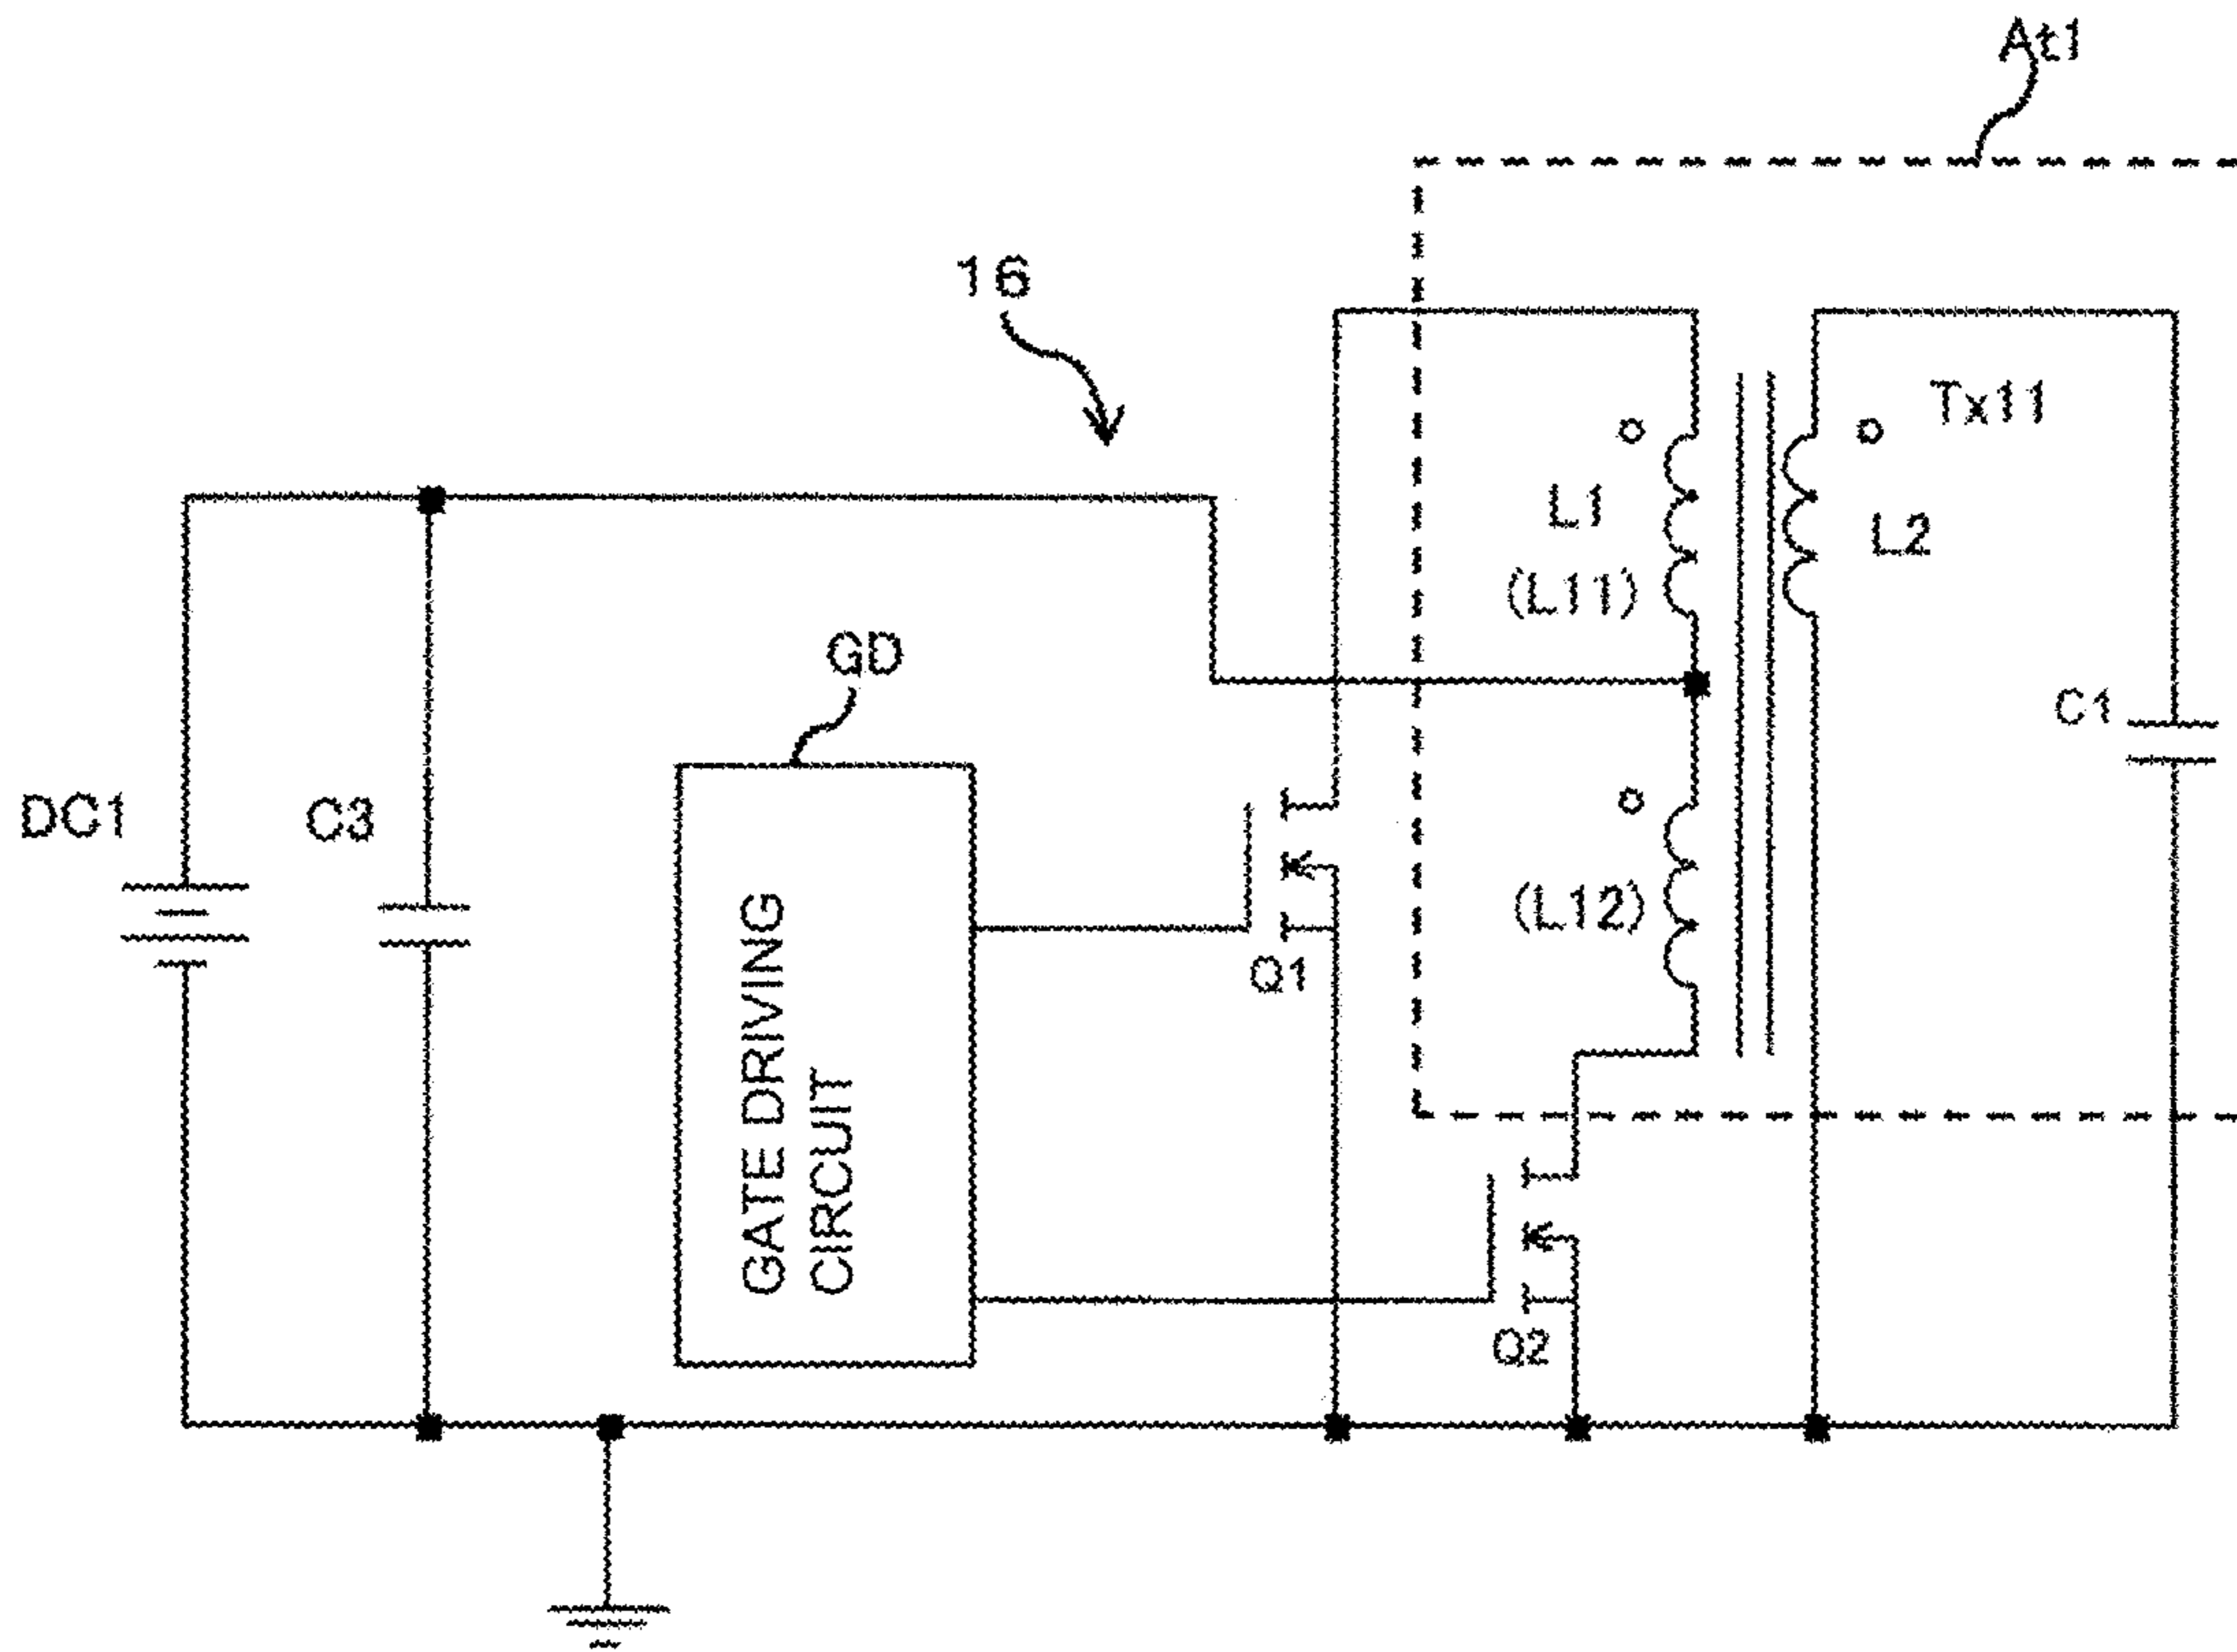 At1
16
Tx11
L1
L2
(L11)
GD
C1
DC1
C3
(L12)
GATE DRIVING
CIRCUIT
Q1
Q2